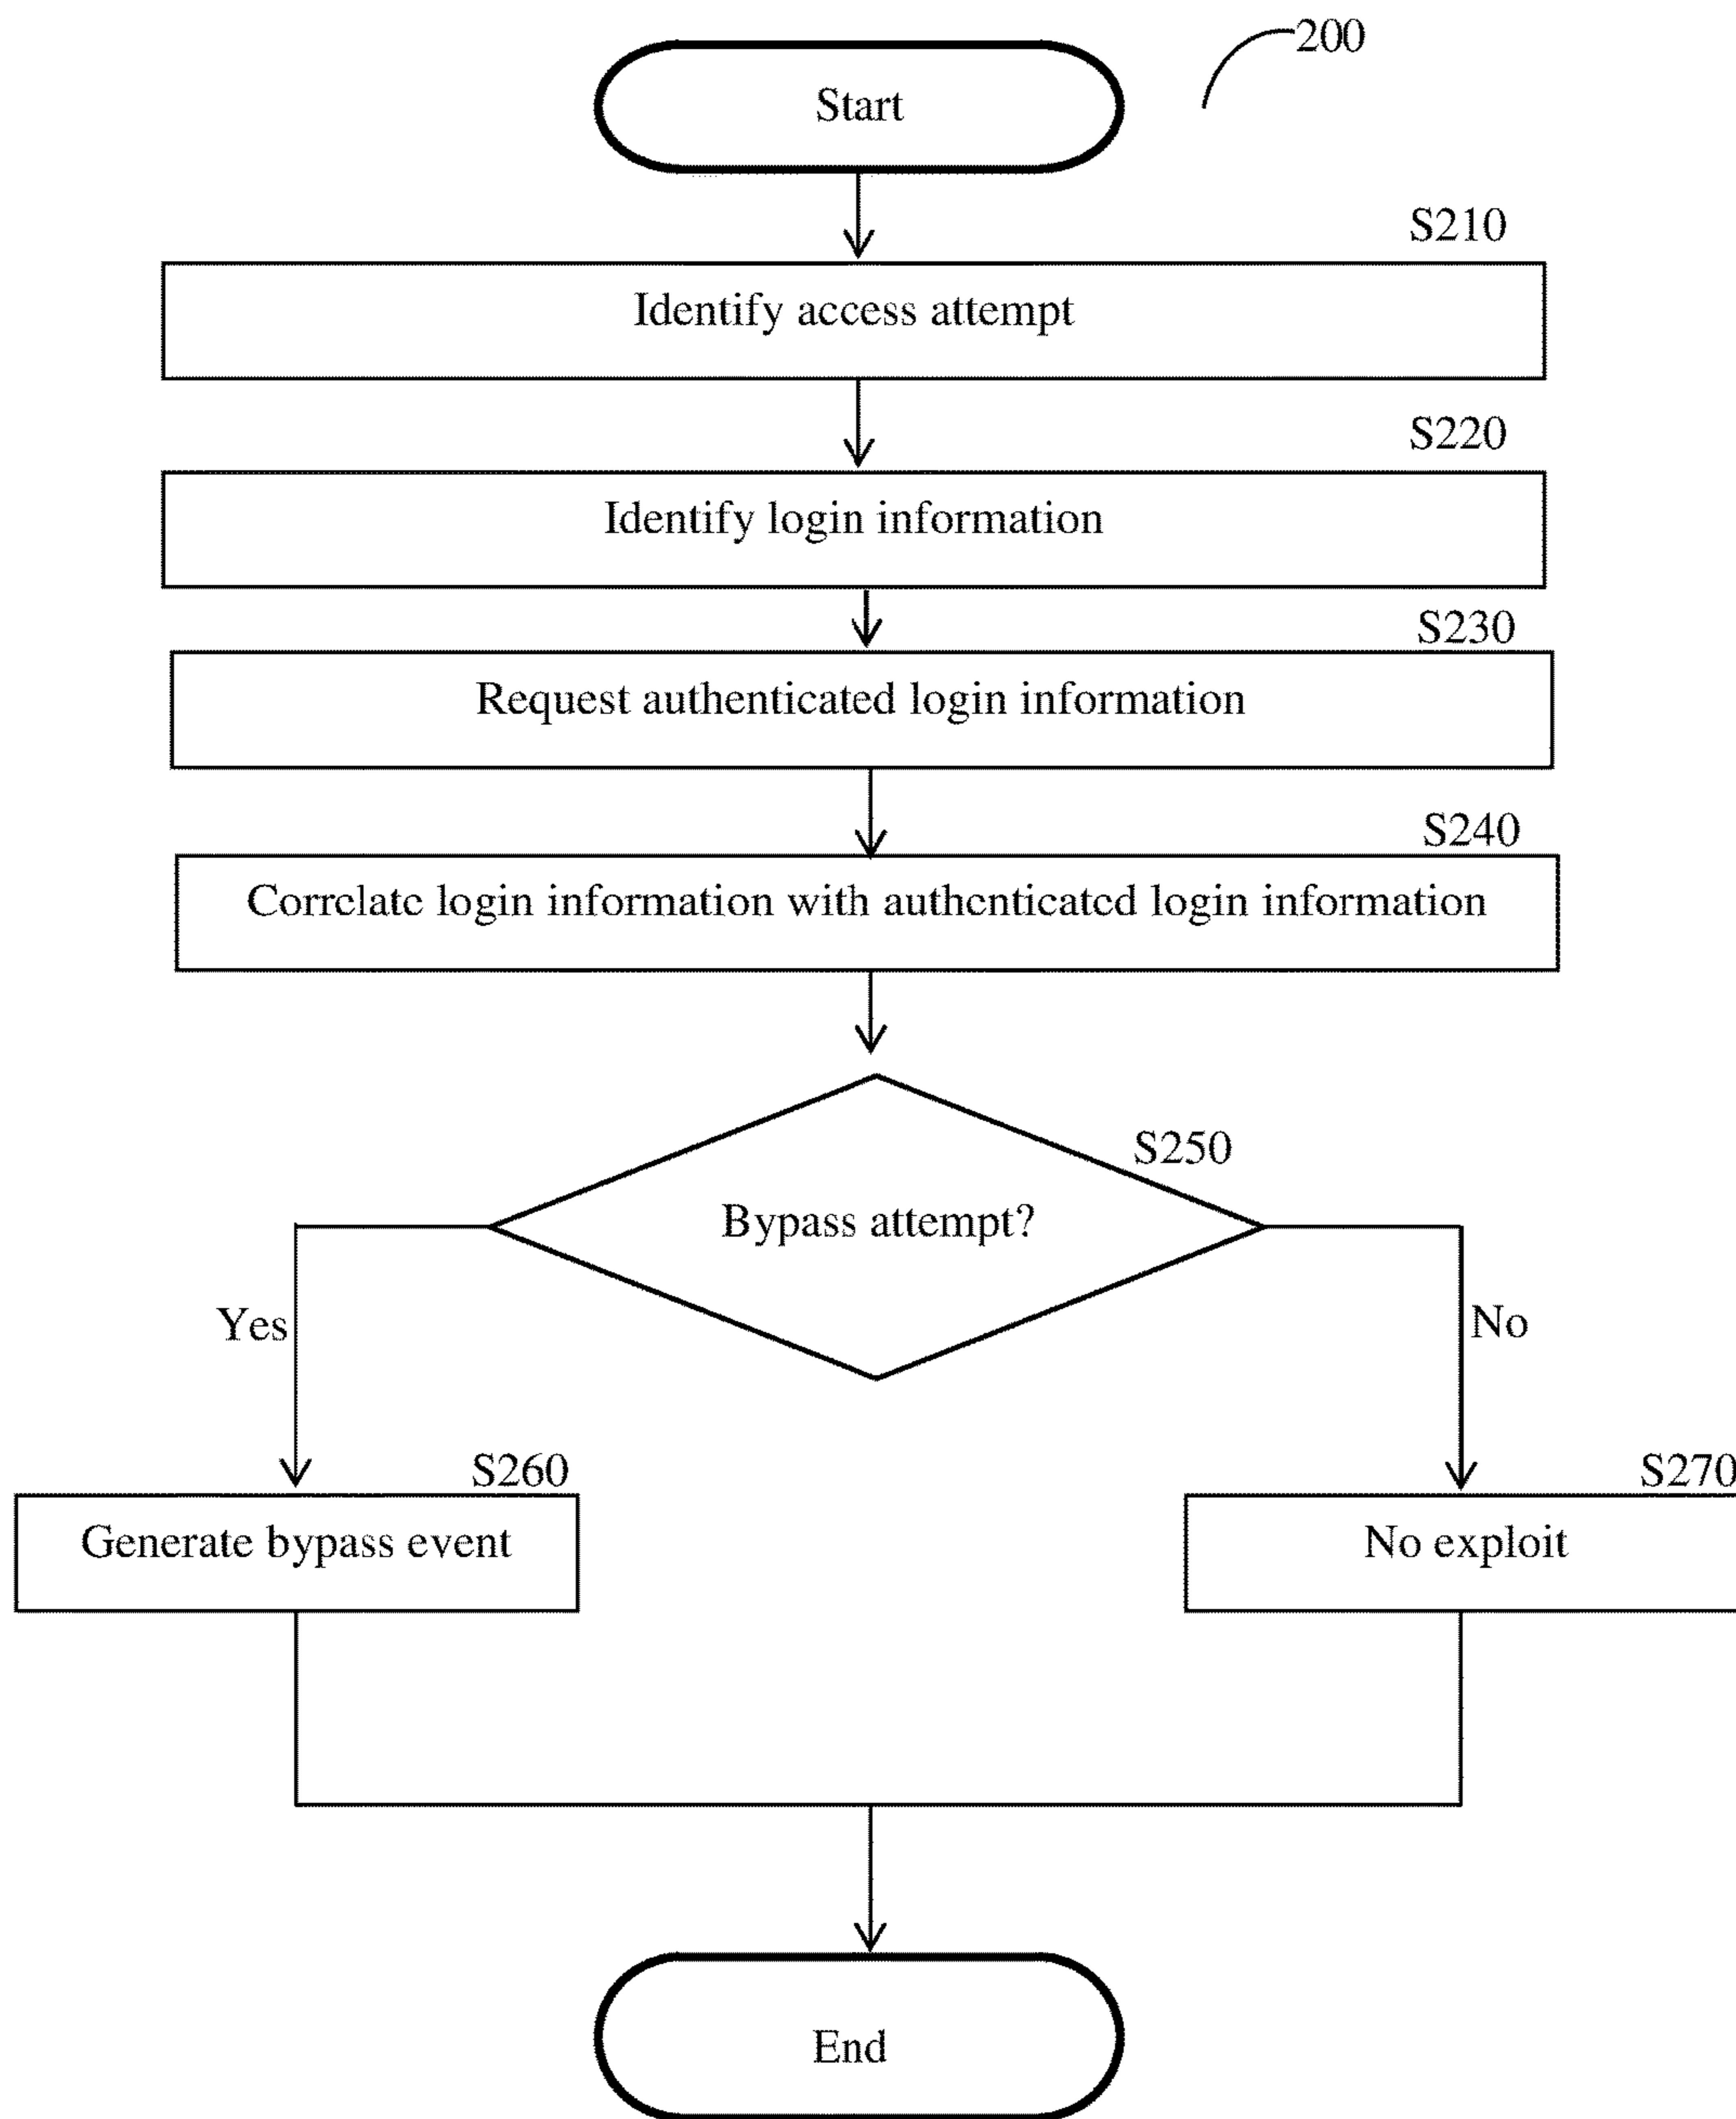 200
Start
S210
Identify access attempt
S220
Identify login information
S230
Request authenticated login information
S240
Correlate login information with authenticated login information
S250
Bypass attempt?
Yes
No
S260
S270
Generate bypass event
No exploit
End